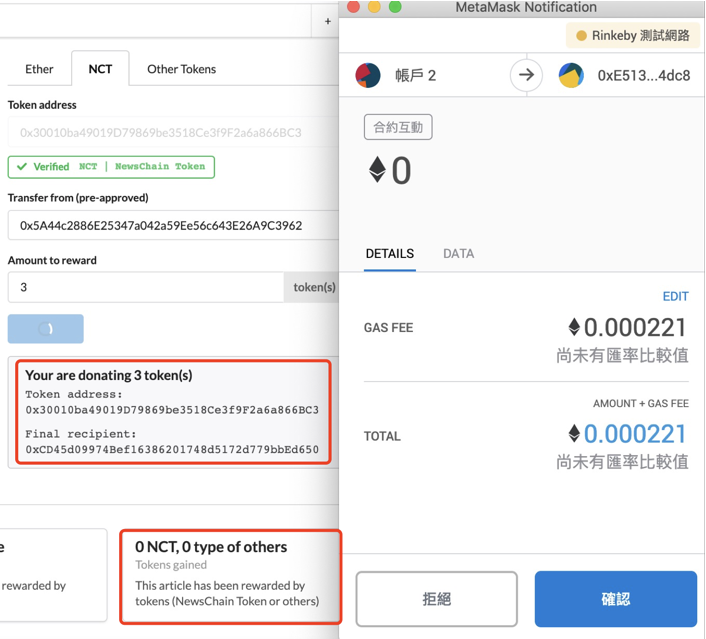 +
Ether NCT Other Tokens
Token address
0x30010ba49019D79869be3518Ce3f9F2a6a866BC3
Verified NCT | NewsChain Token
Transfer from (pre-approved)
0x5A44c2886E25347a042a59Ee56c643E26A9C3962
Amount to reward
3 token(s)
Your are donating 3 token(s)
Token address:
0x30010ba49019D79869be3518Ce3f9F2a6a866BC3
Final recipient:
0xCD45d09974Bef16386201748d5172d779bbEd650
e
rewarded by
0 NCT, 0 type of others
Tokens gained
This article has been rewarded by
tokens (NewsChain Token or others)
MetaMask Notification
Rinkeby 測試網路
帳戶 2 0xE513...4dc8
合約互動
0
DETAILS DATA
EDIT
GAS FEE 0.000221
尚未有匯率比較值
AMOUNT + GAS FEE
TOTAL 0.000221
尚未有匯率比較值
拒絕 確認